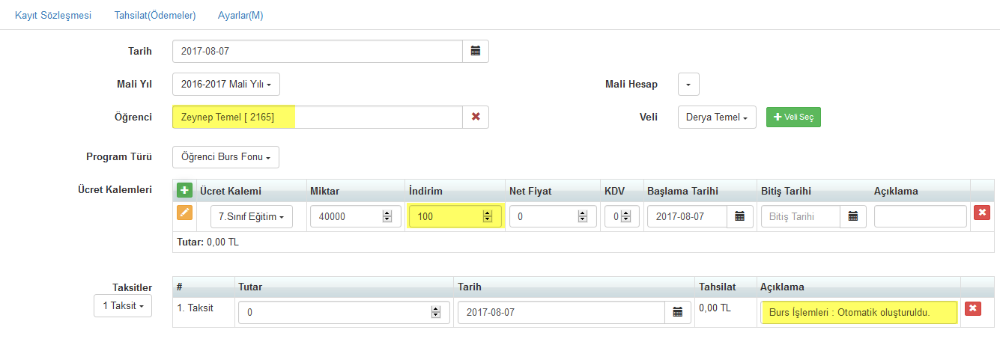 Kayıt Sözleşmesi Tahsilat(Ödemeler) Ayarlar(M)
Tarih 2017-08-07
Mali Yıl 2016-2017 Mali Yılı Mali Hesap
Öğrenci Zeynep Temel [ 2165] Veli Derya Temel Veli Seç
Program Türü Öğrenci Burs Fonu
Ücret Kalemleri Ücret Kalemi Miktar İndirim Net Fiyat KDV Başlama Tarihi Bitiş Tarihi Açıklama
7.Sınıf Eğitim 40000 100 0 0 2017-08-07 Bitiş Tarihi
Tutar: 0,00 TL
Taksitler # Tutar Tarih Tahsilat Açıklama
1 Taksit 1. Taksit 0 2017-08-07 0,00 TL Burs İşlemleri : Otomatik oluşturuldu.